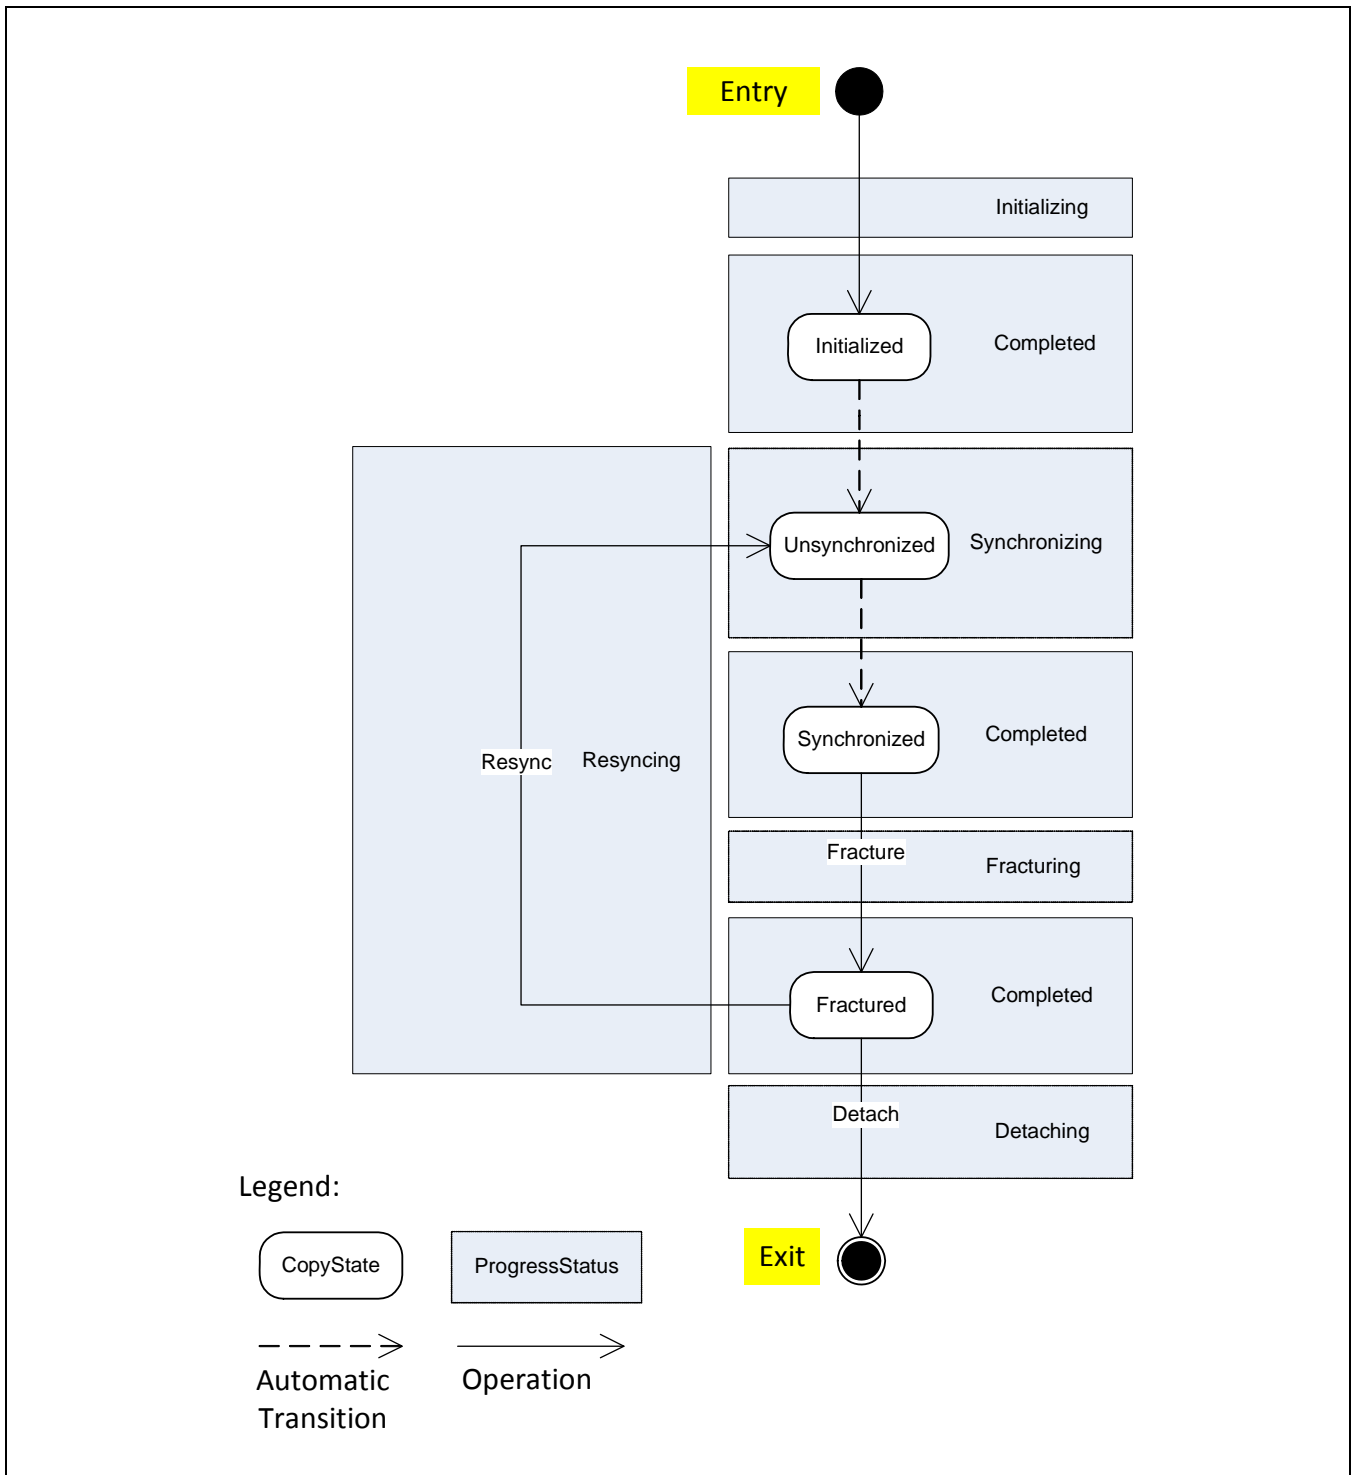 Entry
Initializing
Initialized
Completed
Unsynchronized
Synchronizing
Synchronized
Completed
Resync
Resyncing
Fracture
Fracturing
Fractured
Completed
Detach
Detaching
Exit
Legend:
CopyState
ProgressStatus
Automatic
Transition
Operation